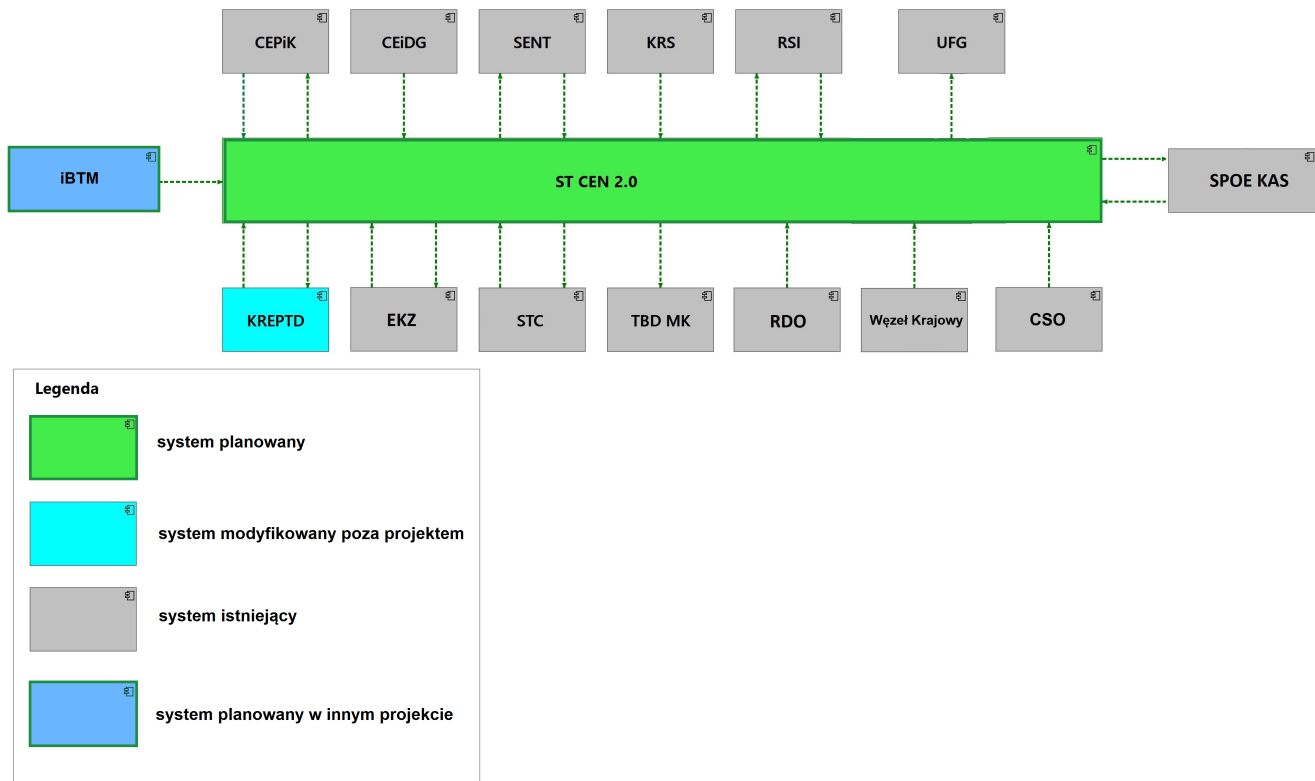 CEPiK
CEiDG
SENT
KRS
RSI
UFG
iBTM
ST CEN 2.0
SPOE KAS
KREPTD
EKZ
STC
TBD MK
RDO
Węzeł Krajowy
CSO
Legenda
system planowany
system modyfikowany poza projektem
system istniejący
system planowany w innym projekcie